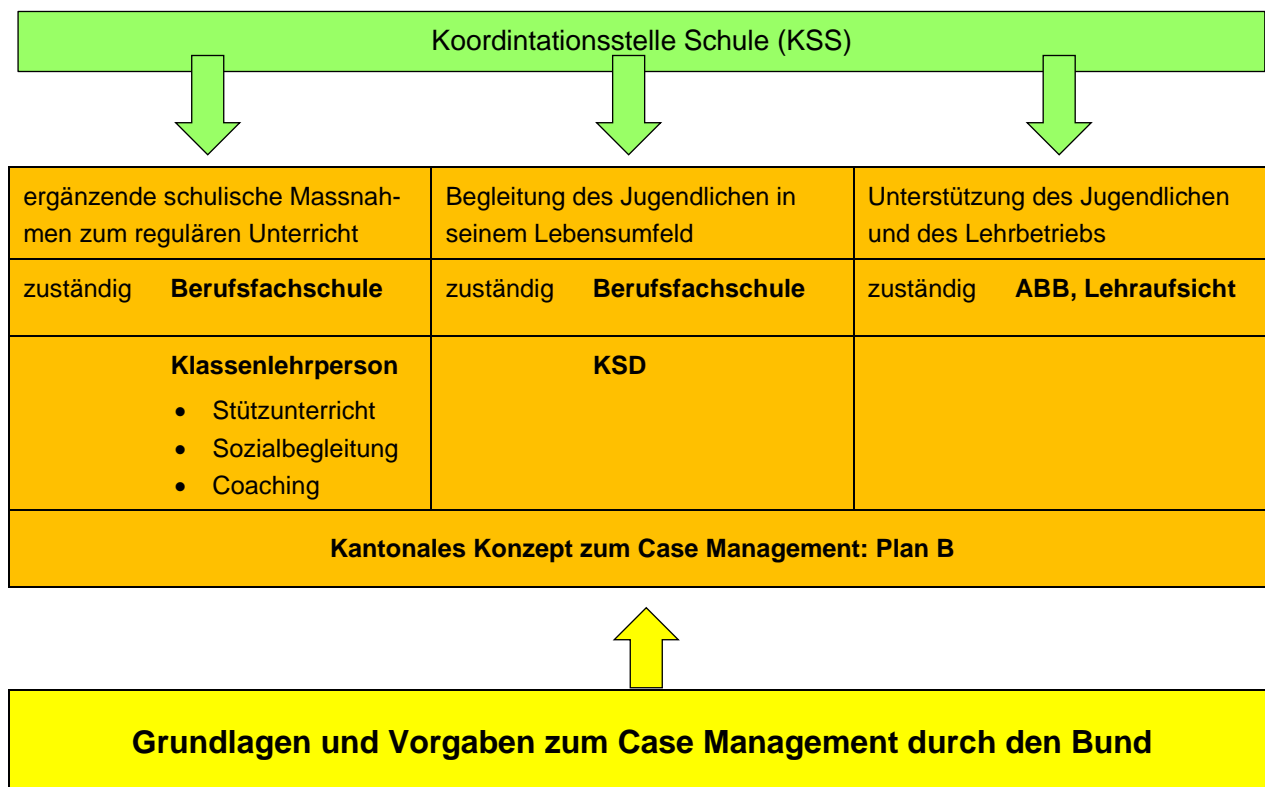 Koordintationsstelle Schule (KSS)
ergänzende schulische Massnah-
men zum regulären Unterricht
Begleitung des Jugendlichen in
seinem Lebensumfeld
Unterstützung des Jugendlichen
und des Lehrbetriebs
zuständig Berufsfachschule
zuständig Berufsfachschule
zuständig ABB, Lehraufsicht
Klassenlehrperson
• Stützunterricht
• Sozialbegleitung
• Coaching
KSD
Kantonales Konzept zum Case Management: Plan B
Grundlagen und Vorgaben zum Case Management durch den Bund